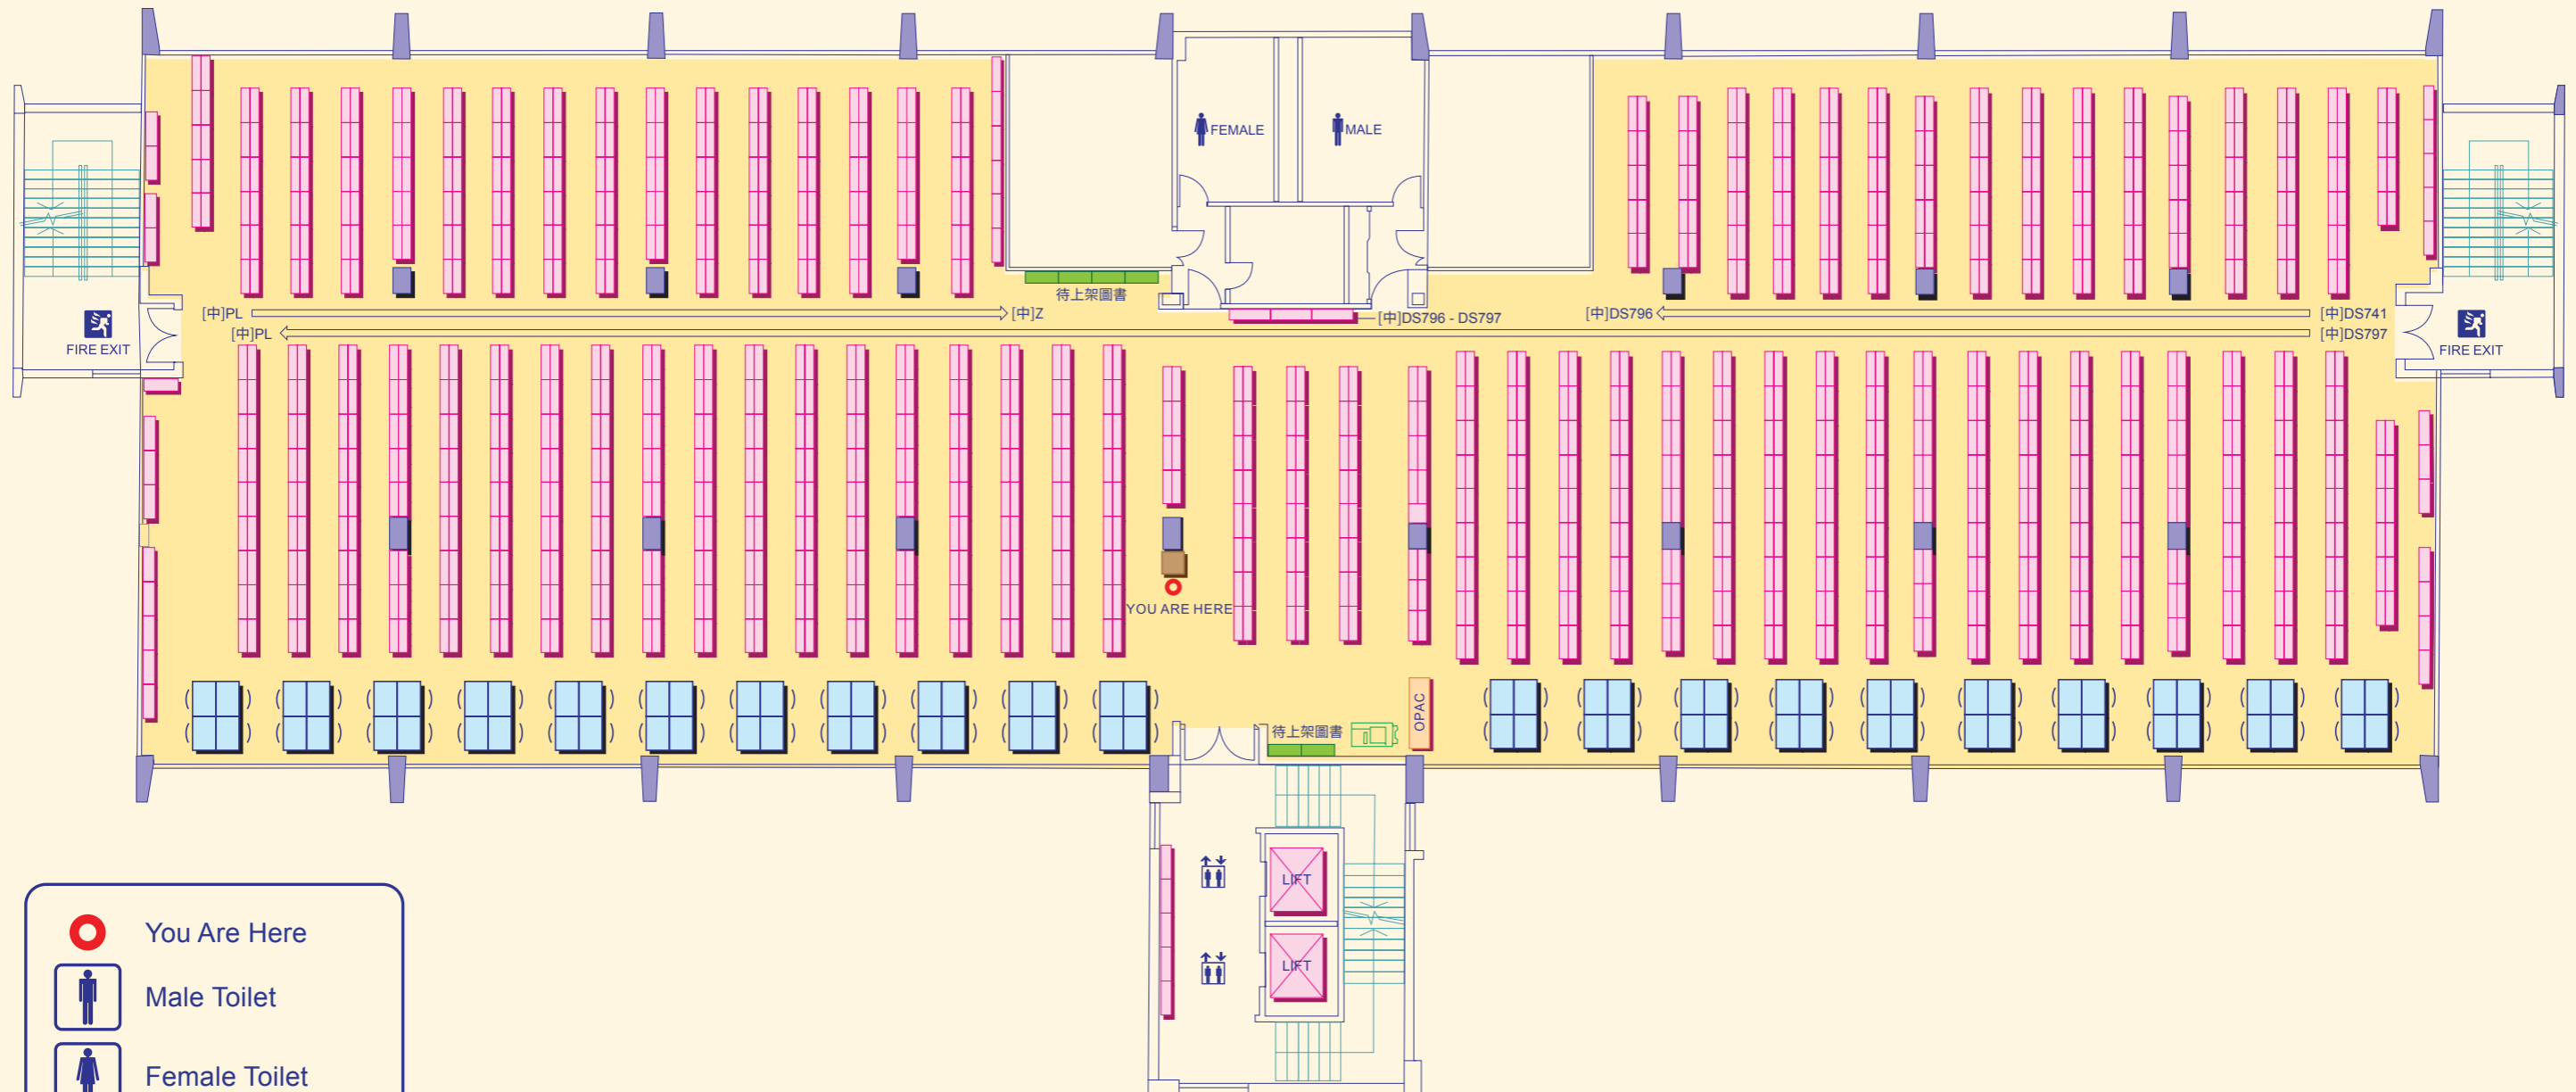 FEMALE
MALE
待上架圖書
[中]PL
[中]Z
[中]DS796 - DS797
[中]DS796
[中]DS741
[中]PL
[中]DS797
FIRE EXIT
FIRE EXIT
YOU ARE HERE
待上架圖書
OPAC
LIFT
LIFT
You Are Here
Male Toilet
Female Toilet